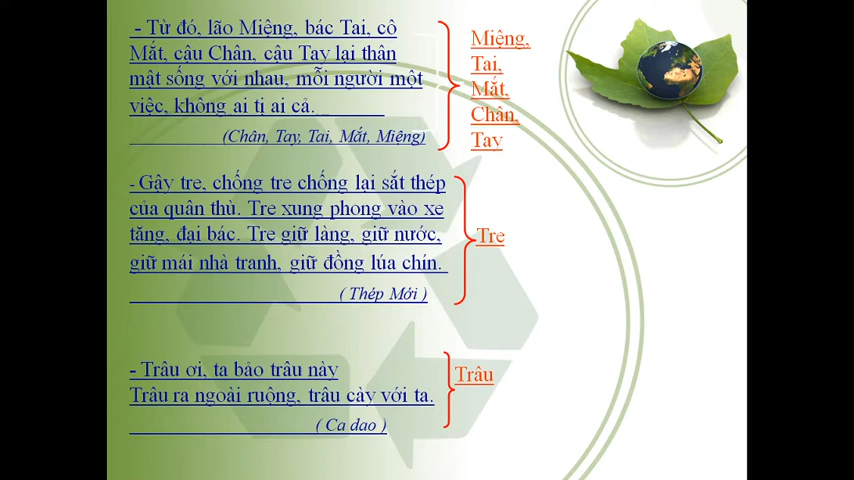 - Từ đó, lão Miệng, bác Tai, cô
Mắt, cậu Chân, cậu Tay lại thân
mật sống với nhau, mỗi người một
việc, không ai tị ai cả.
(Chân, Tay, Tai, Mắt, Miệng)
Miệng,
Tai,
Mắt,
Chân,
Tay
- Gậy tre, chống tre chống lại sắt thép
của quân thù. Tre xung phong vào xe
tăng, đại bác. Tre giữ làng, giữ nước,
giữ mái nhà tranh, giữ đồng lúa chín.
( Thép Mới )
Tre
- Trâu ơi, ta bảo trâu này
Trâu ra ngoài ruộng, trâu cày với ta.
( Ca dao )
Trâu